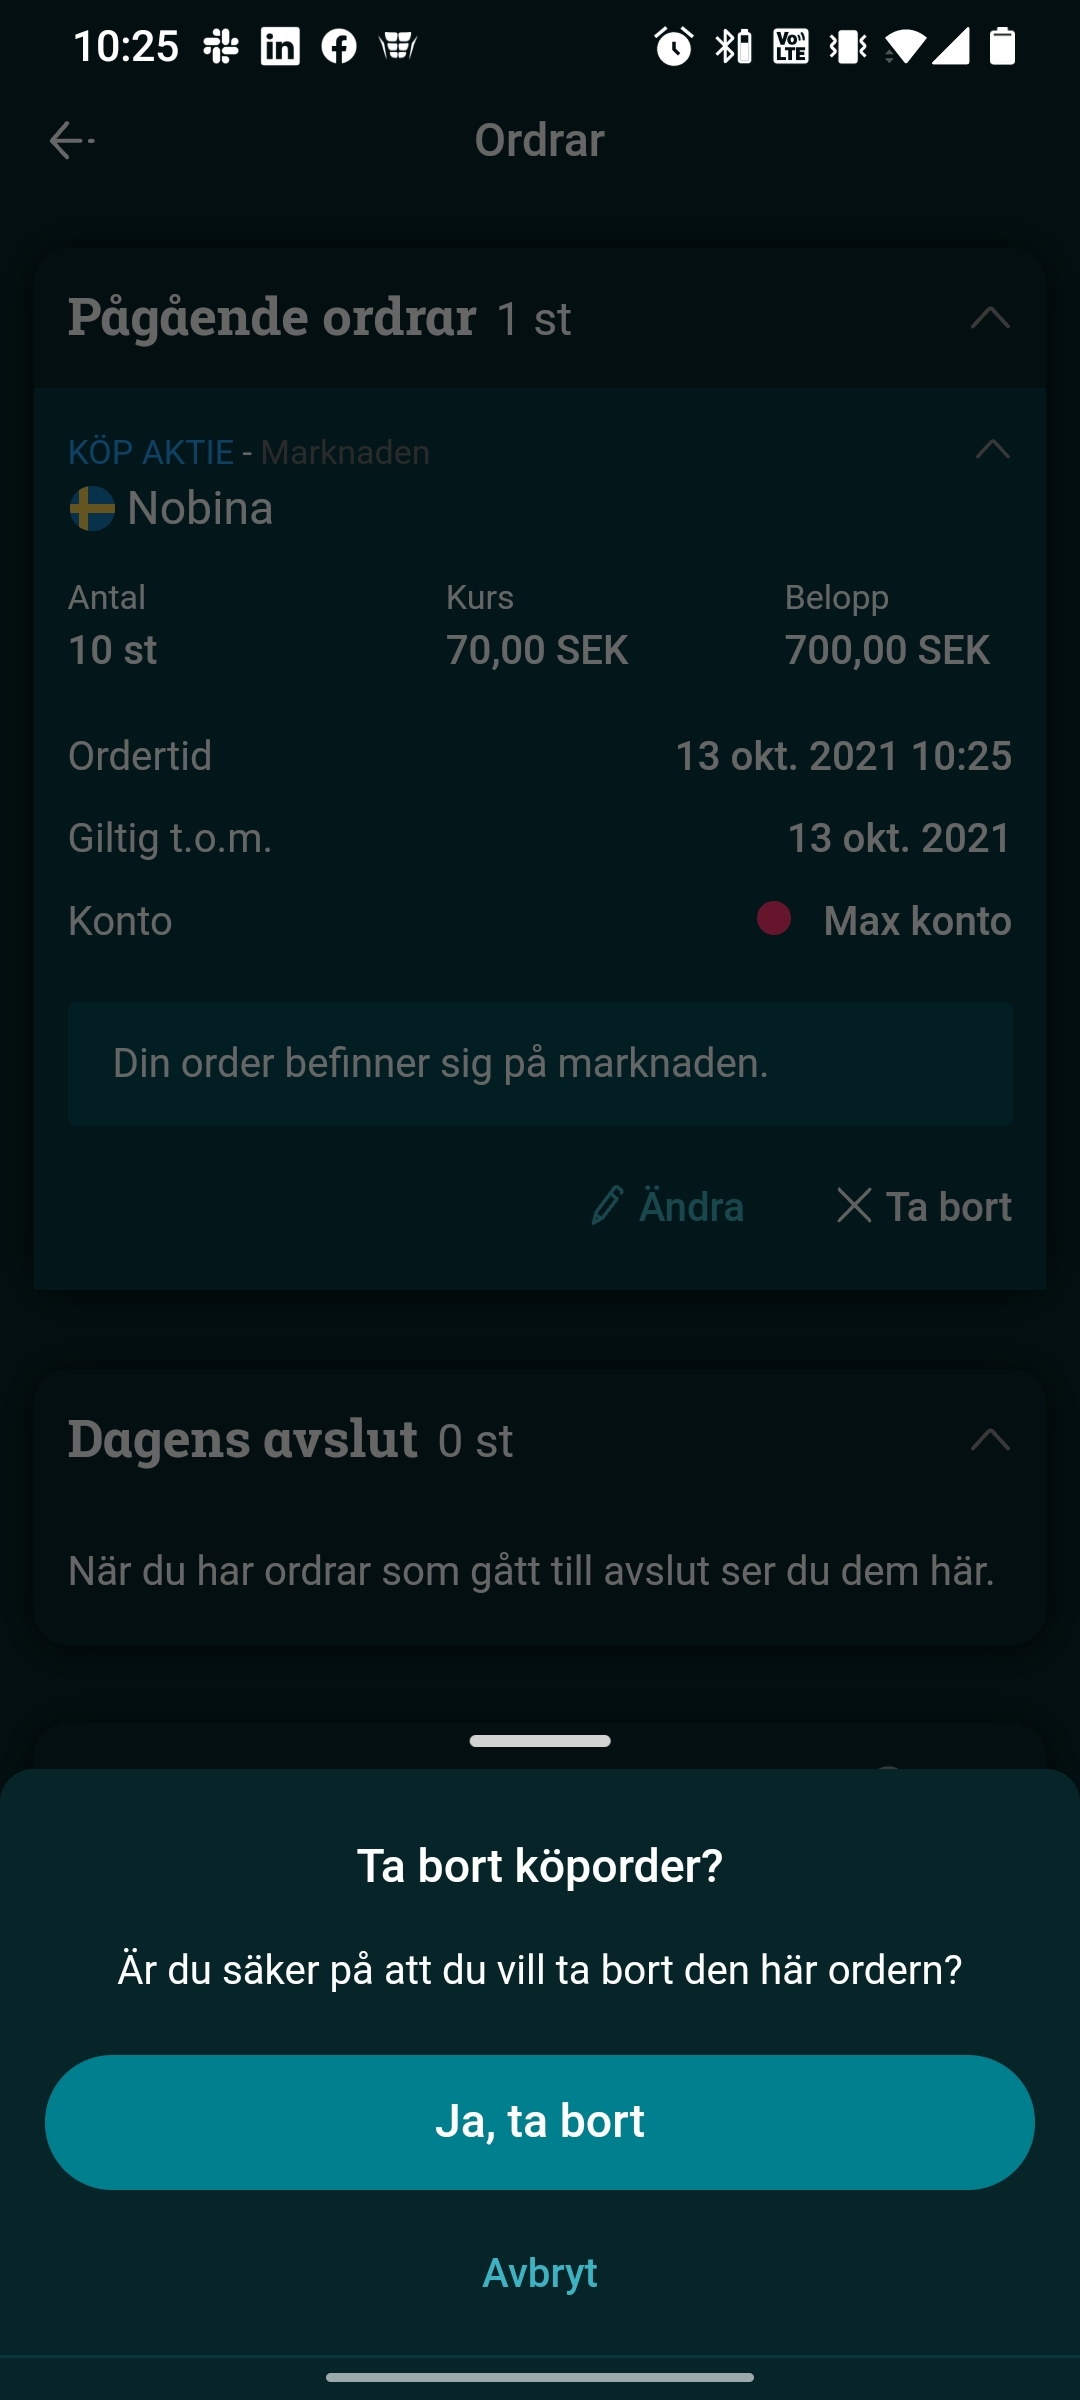 10:25
Vo))
LTE
Ordrar
Pågående ordrar 1 st
KÖP AKTIE - Marknaden
Nobina
Antal Kurs Belopp
10 st 70,00 SEK 700,00 SEK
Ordertid 13 okt. 2021 10:25
Giltig t.o.m. 13 okt. 2021
Konto Max konto
Din order befinner sig på marknaden.
Ändra Ta bort
Dagens avslut 0 st
När du har ordrar som gått till avslut ser du dem här.
Ta bort köporder?
Är du säker på att du vill ta bort den här ordern?
Ja, ta bort
Avbryt